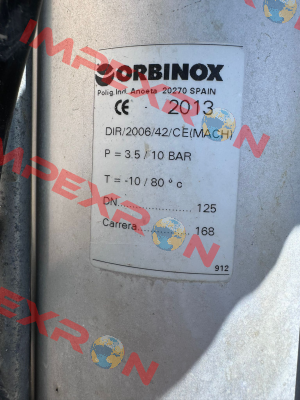 ORBINOX
Polig.Ind. Anoeta 20270 SPAIN
CE · 2013
DIR/2006/42/CE(MACH)
P = 3.5 / 10 BAR
T = -10 / 80 º c
DN..................... 125
Carrera................ 168
912
IMPEXRON
IMPEXRON
IMPEXRON